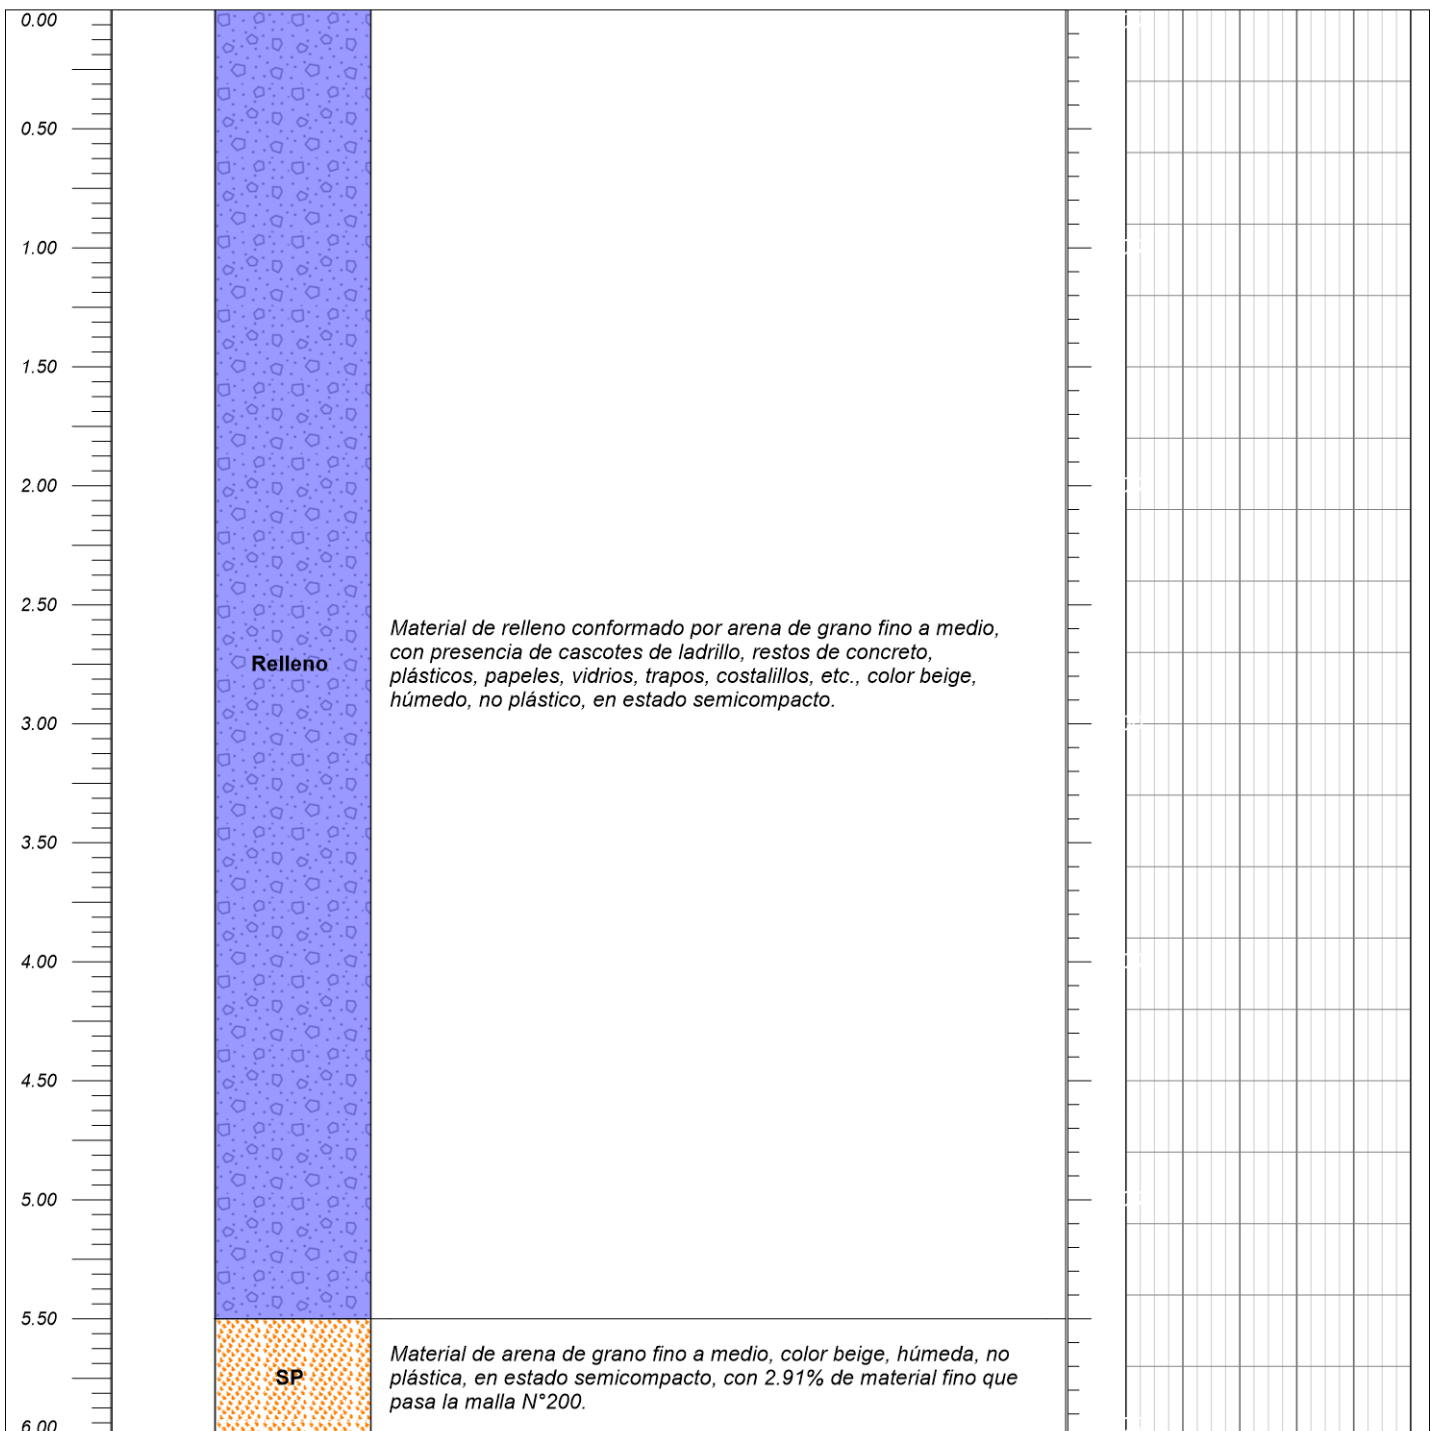 0.00
0.50
1.00
1.50
2.00
2.50
Material de relleno conformado por arena de grano fino a medio,
con presencia de cascotes de ladrillo, restos de concreto,
Relleno
plásticos, papeles, vidrios, trapos, costalillos, etc., color beige,
húmedo, no plástico, en estado semicompacto.
3.00
3.50
4.00
4.50
5.00
5.50
Material de arena de grano fino a medio, color beige, húmeda, no
SP
plástica, en estado semicompacto, con 2.91% de material fino que
pasa la malla N°200.
6.00